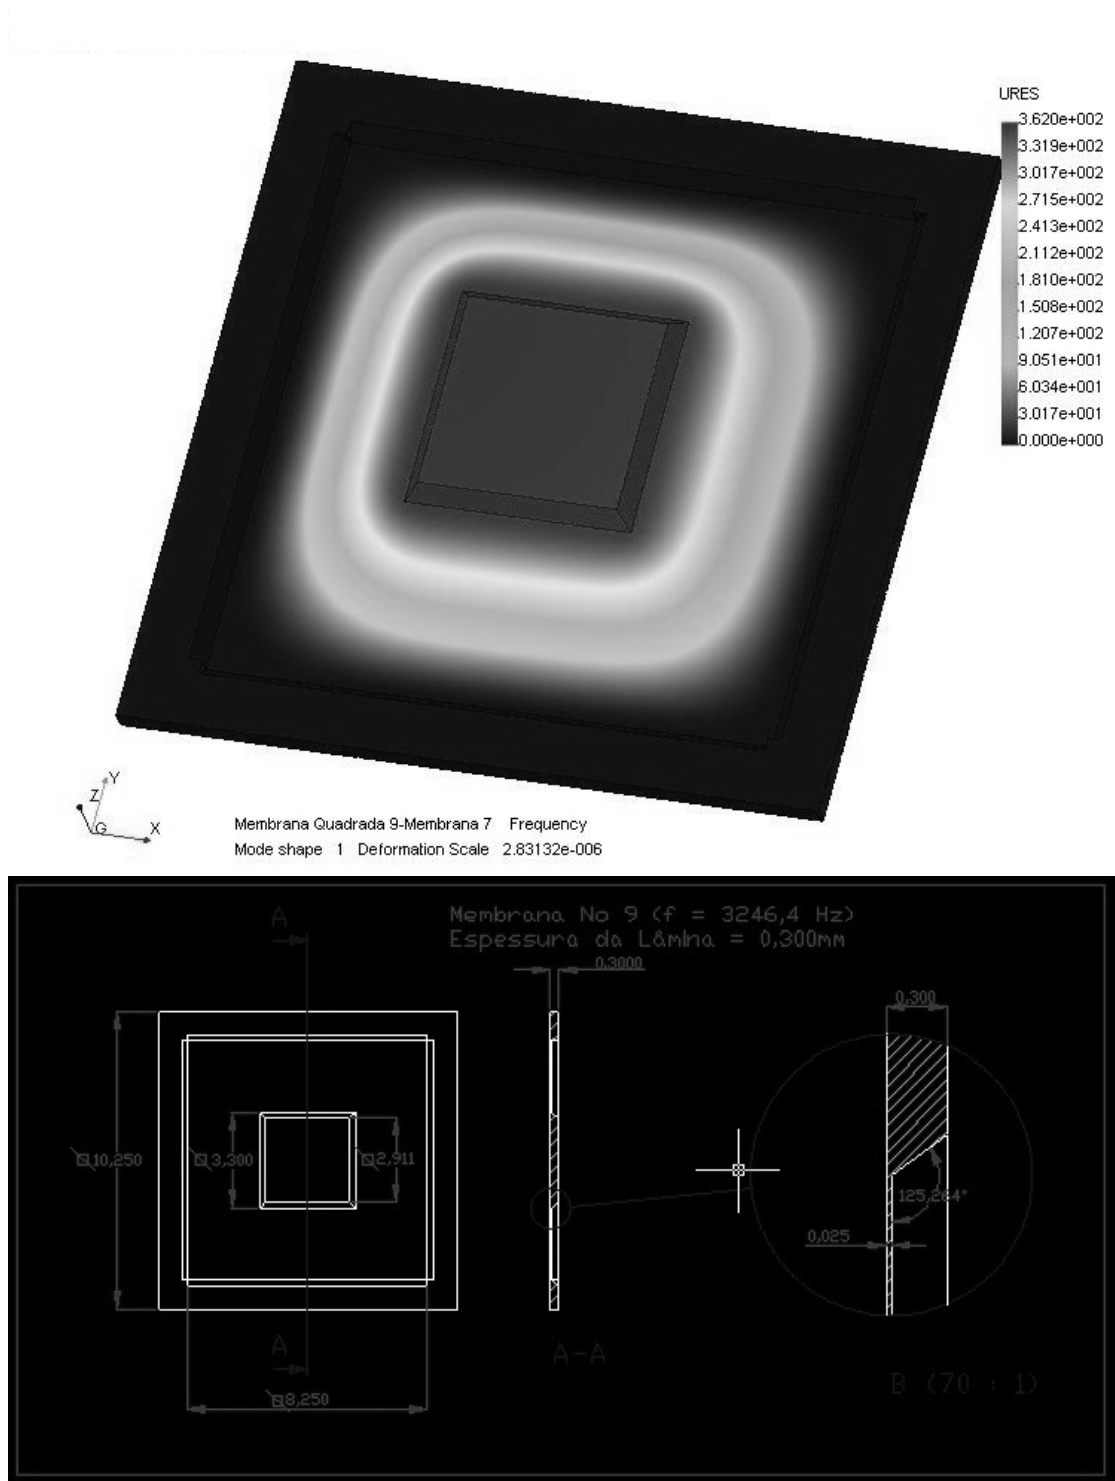 URES
3.620e+002
3.319e+002
3.017e+002
2.715e+002
2.413e+002
2.112e+002
1.810e+002
1.508e+002
1.207e+002
9.051e+001
6.034e+001
3.017e+001
0.000e+000
Y
Z
G
X
Membrana Quadrada 9-Membrana 7 Frequency
Mode shape 1 Deformation Scale 2.83132e-006
A
Membrana No 9 (f = 3246,4 Hz)
Espessura da Lâmina = 0,300mm
0,3000
0,300
10,250
3,300
2,911
125,264°
0,025
A
A-A
8,250
B (70 : 1)